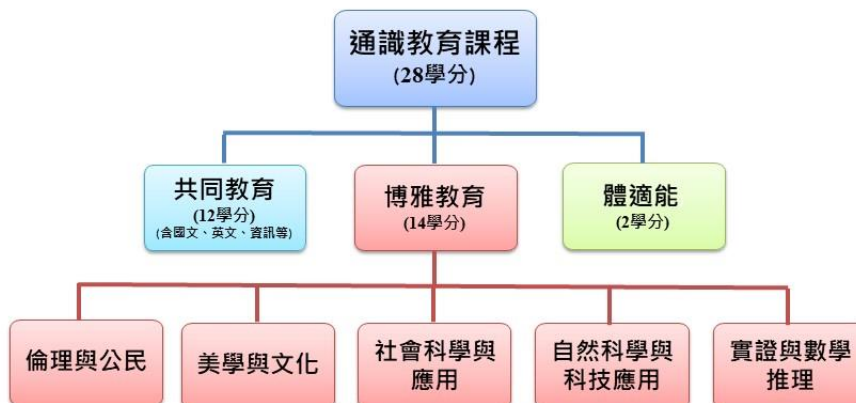 通識教育課程
(28學分)
共同教育
(12學分)
(含國文、英文、資訊等)
博雅教育
(14學分)
體適能
(2學分)
倫理與公民
美學與文化
社會科學與
應用
自然科學與
科技應用
實證與數學
推理